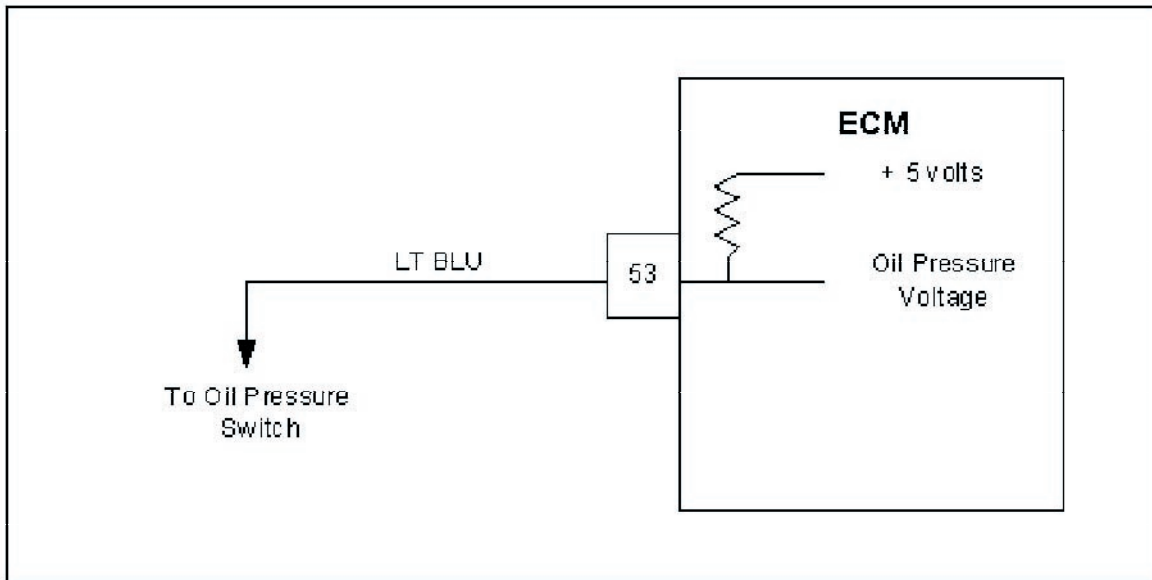 ECM
+ 5 volts
LT BLU
53
Oil Pressure
Voltage
To Oil Pressure
Switch